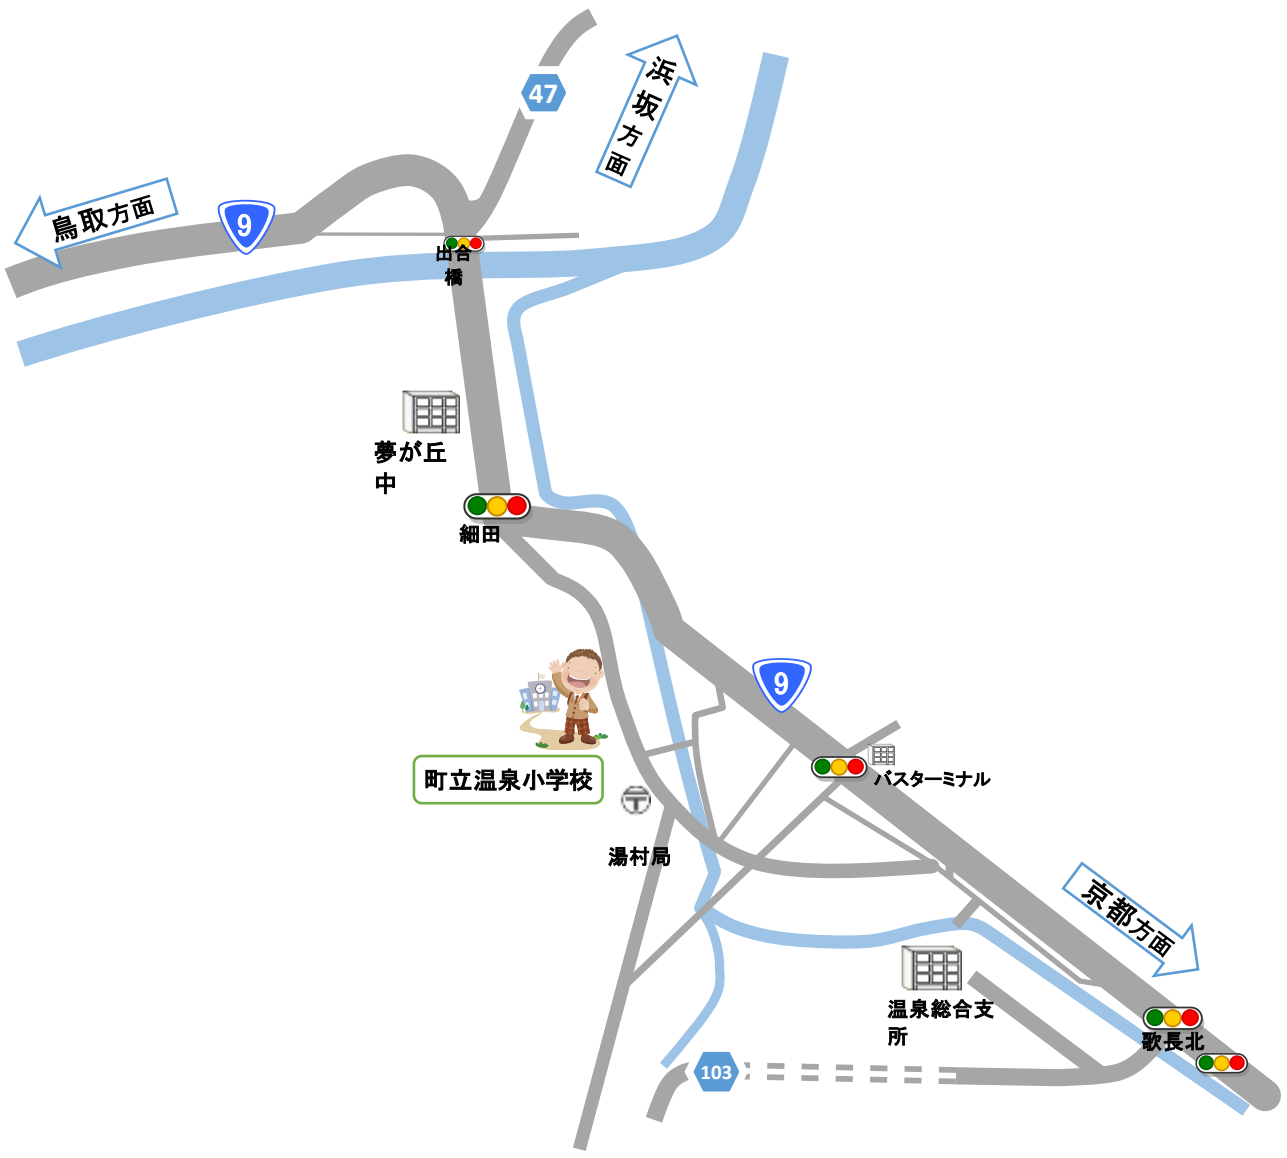 47
浜坂方面
鳥取方面
9
出合
橋
夢が丘
中
細田
9
町立温泉小学校
バスターミナル
湯村局
京都方面
温泉総合支
所
歌長北
103